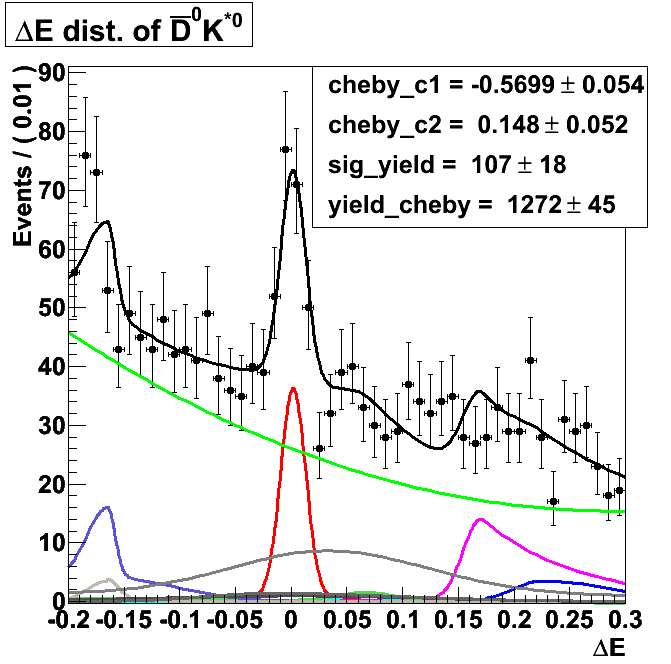 ΔE dist. of D̅⁰K*⁰
cheby_c1 = -0.5699 ± 0.054
cheby_c2 = 0.148 ± 0.052
sig_yield = 107 ± 18
yield_cheby = 1272 ± 45
Events / ( 0.01 )
90
80
70
60
50
40
30
20
10
0
-0.2 -0.15 -0.1 -0.05 0 0.05 0.1 0.15 0.2 0.25 0.3
ΔE